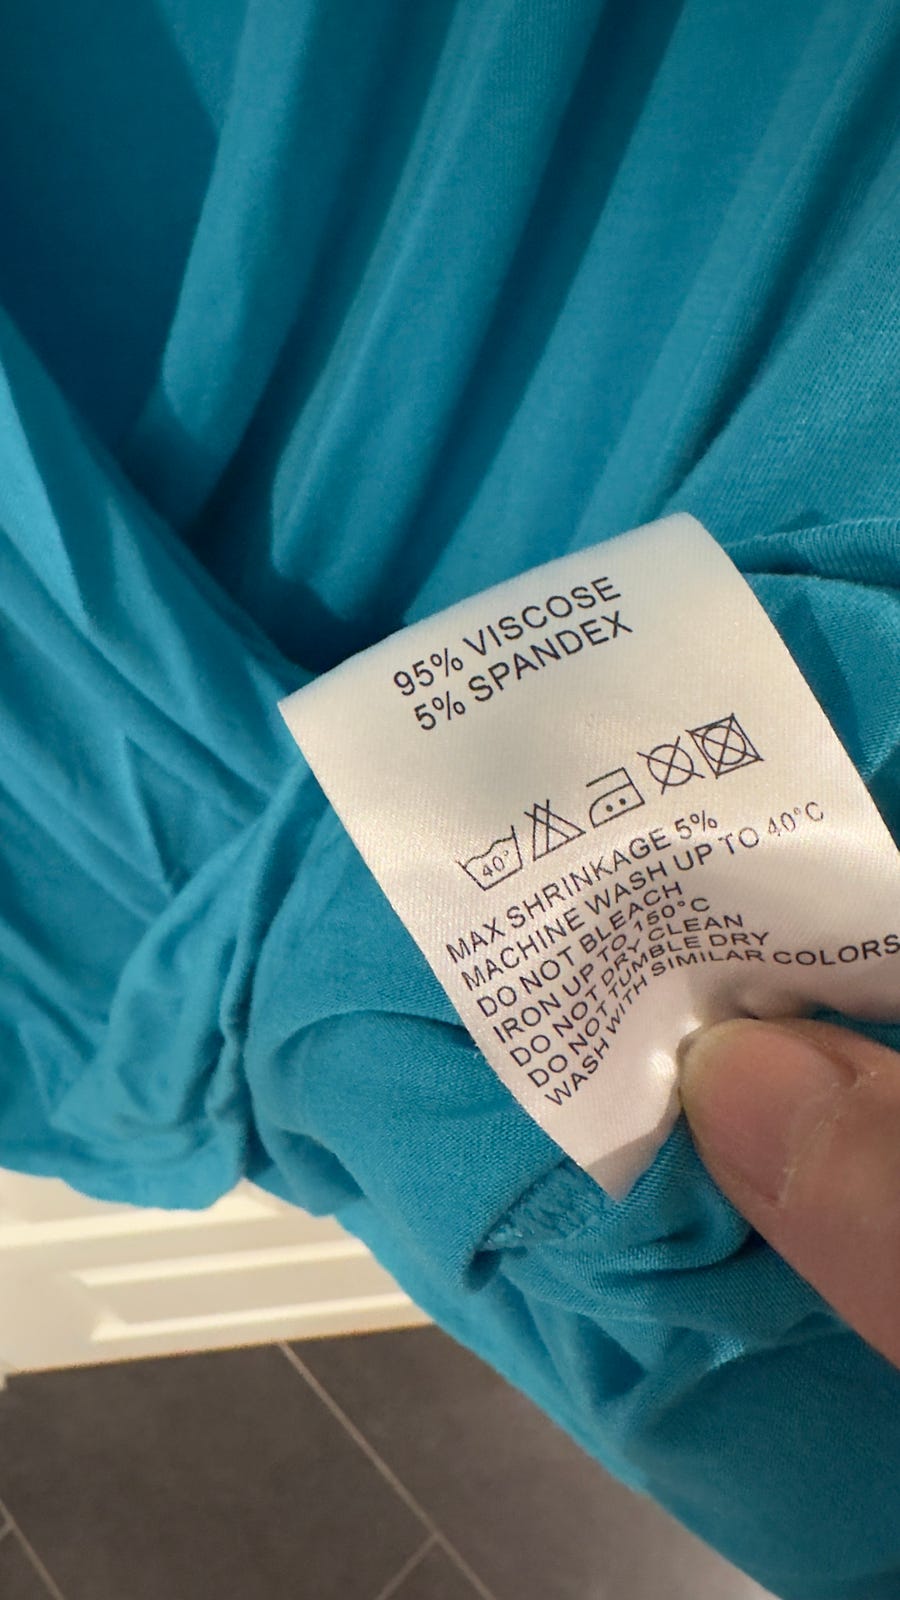 95% VISCOSE
5% SPANDEX
40°
MAX SHRINKAGE 5%
MACHINE WASH UP TO 40°C
DO NOT BLEACH
IRON UP TO 150°C
DO NOT DRY CLEAN
DO NOT TUMBLE DRY
WASH WITH SIMILAR COLORS